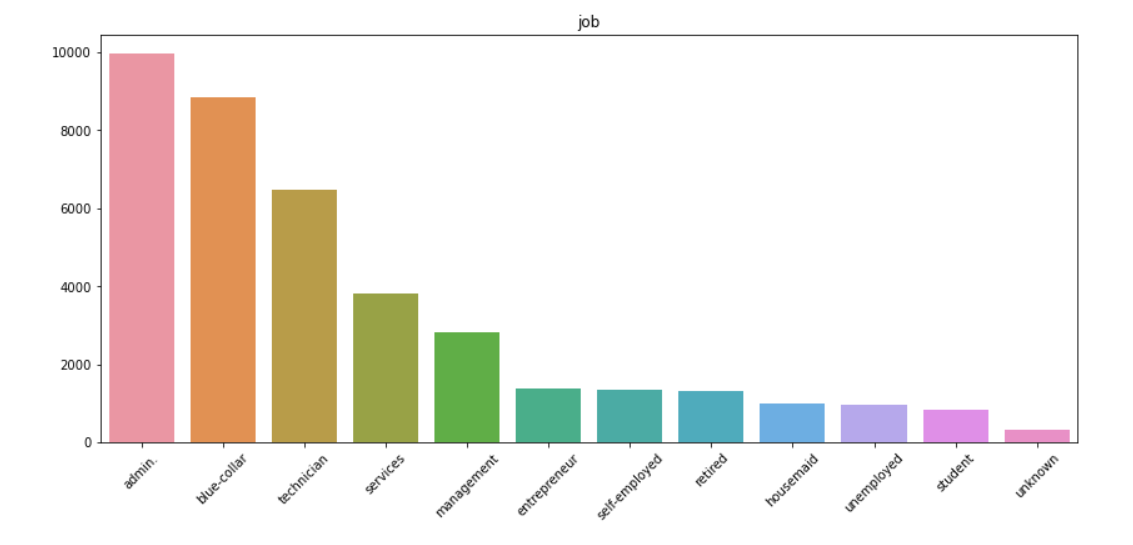 job
10000
8000
6000
4000
2000
0
admin.
blue-collar
technician
services
management
entrepreneur
self-employed
retired
housemaid
unemployed
student
unknown